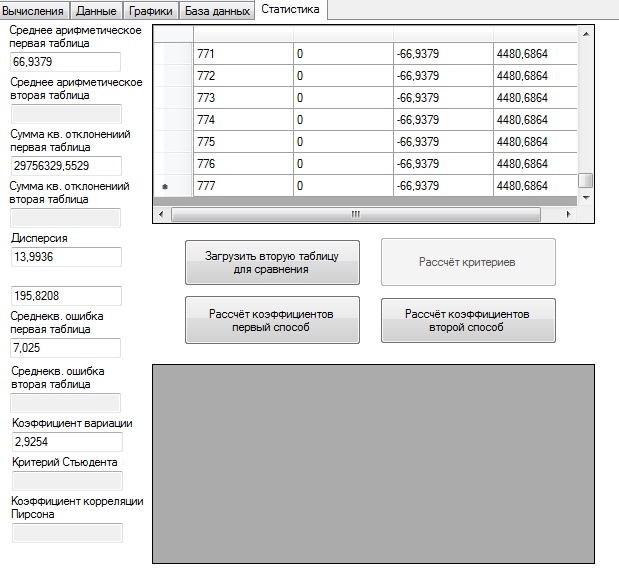 Вычисления Данные Графики База данных Статистика
Среднее арифметическое
первая таблица
66,9379
Среднее арифметическое
вторая таблица
Сумма кв. отклонениий
первая таблица
29756329,5529
Сумма кв. отклонениий
вторая таблица
Дисперсия
13,9936
195,8208
Среднекв. ошибка
первая таблица
7,025
Среднекв. ошибка
вторая таблица
Коэффициент вариации
2,9254
Критерий Стьюдента
Коэффициент корреляции
Пирсона
771 0 -66,9379 4480,6864
772 0 -66,9379 4480,6864
773 0 -66,9379 4480,6864
774 0 -66,9379 4480,6864
775 0 -66,9379 4480,6864
776 0 -66,9379 4480,6864
777 0 -66,9379 4480,6864
Загрузить вторую таблицу
для сравнения
Рассчёт критериев
Рассчёт коэффициентов
первый способ
Рассчёт коэффициентов
второй способ